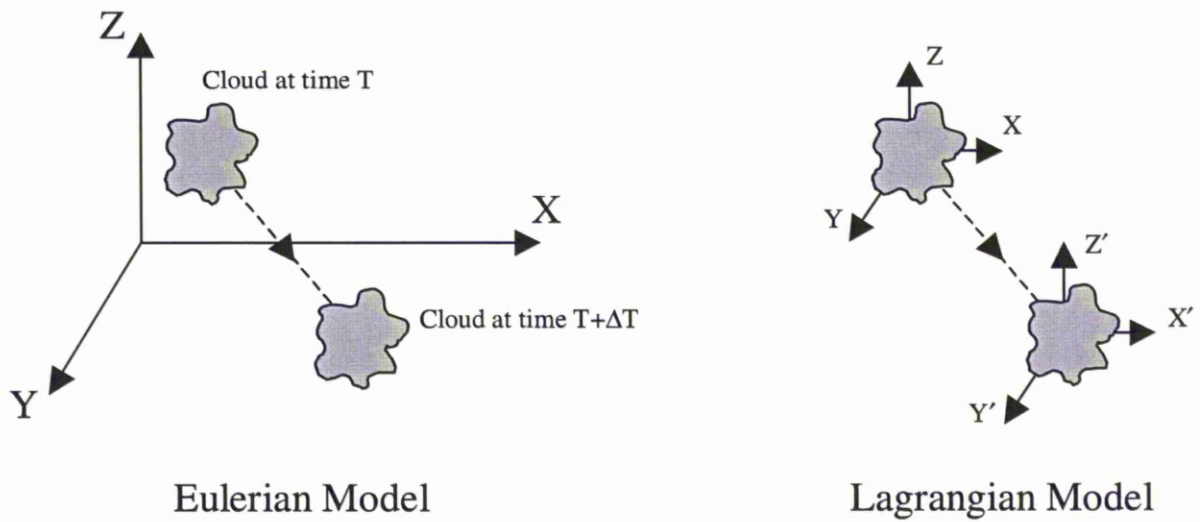 Z
Cloud at time T
X
Cloud at time T+ΔT
Y
Eulerian Model
Z
X
Y
Z′
X′
Y′
Lagrangian Model